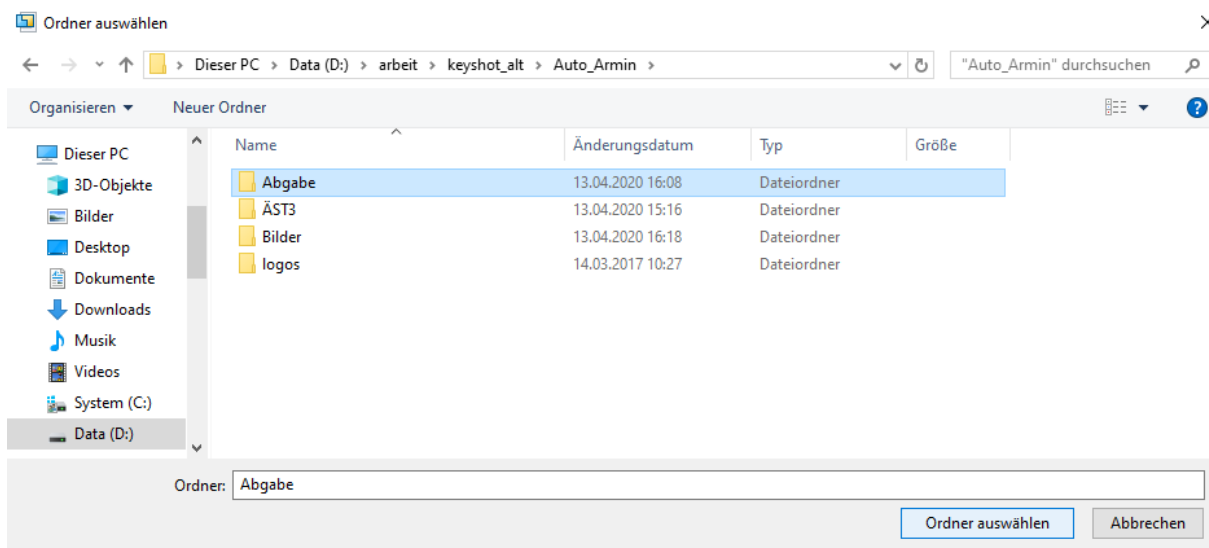 Ordner auswählen
Dieser PC > Data (D:) > arbeit > keyshot_alt > Auto_Armin >
"Auto_Armin" durchsuchen
Organisieren
Neuer Ordner
Name Änderungsdatum Typ Größe
Dieser PC
3D-Objekte
Bilder
Desktop
Dokumente
Downloads
Musik
Videos
System (C:)
Data (D:)
Abgabe 13.04.2020 16:08 Dateiordner
ÄST3 13.04.2020 15:16 Dateiordner
Bilder 13.04.2020 16:18 Dateiordner
logos 14.03.2017 10:27 Dateiordner
Ordner: Abgabe
Ordner auswählen
Abbrechen